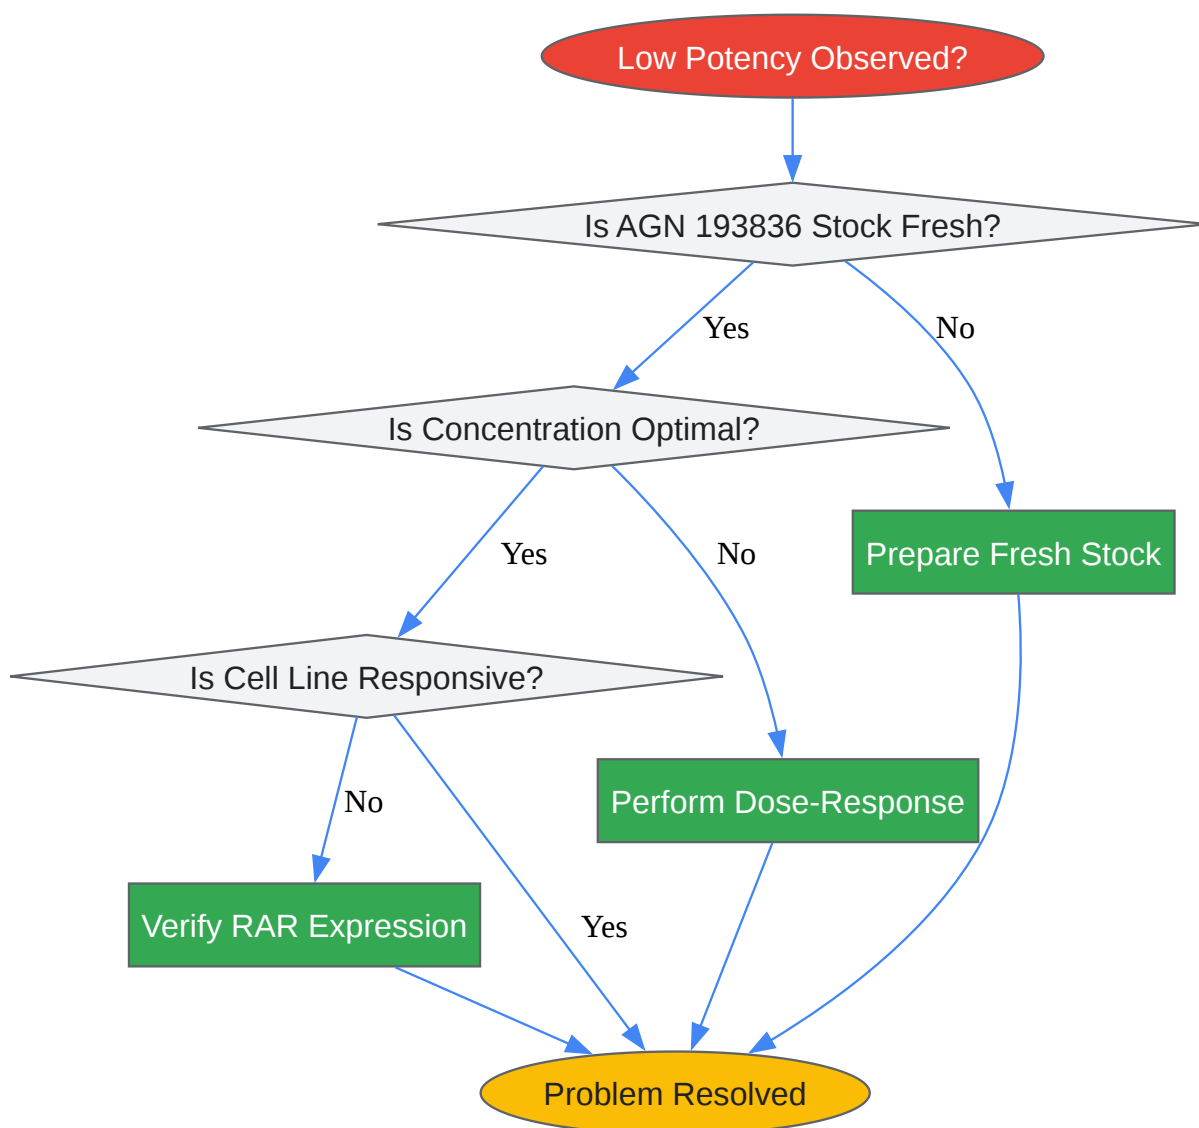 Low Potency Observed?
Is AGN 193836 Stock Fresh?
Yes
No
Is Concentration Optimal?
Yes
No
Prepare Fresh Stock
Is Cell Line Responsive?
No
Perform Dose-Response
Verify RAR Expression
Yes
Problem Resolved